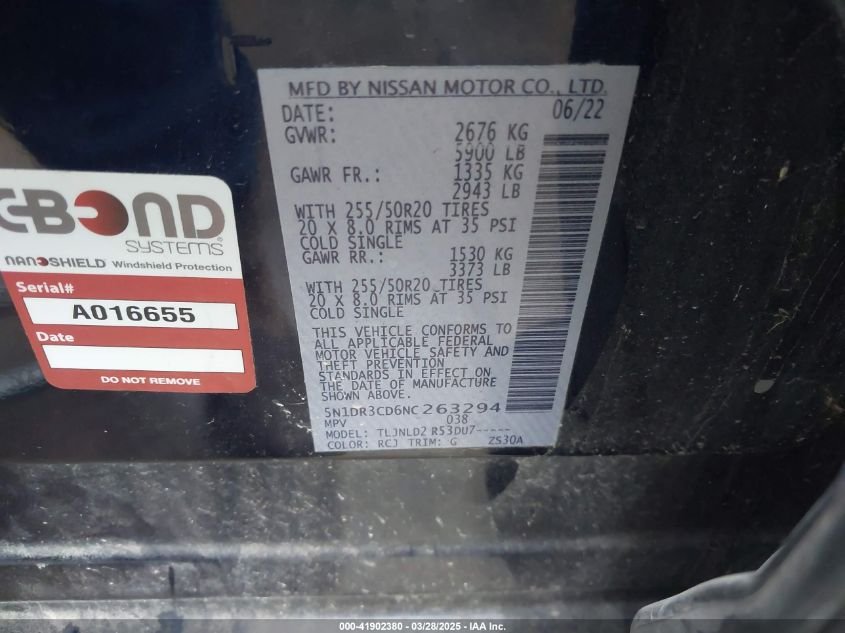 MFD BY NISSAN MOTOR CO., LTD.
DATE: 06/22
GVWR: 2676 KG
5900 LB
GAWR FR.: 1335 KG
2943 LB
WITH 255/50R20 TIRES
20 X 8.0 RIMS AT 35 PSI
COLD SINGLE
GAWR RR.: 1530 KG
3373 LB
WITH 255/50R20 TIRES
20 X 8.0 RIMS AT 35 PSI
COLD SINGLE
THIS VEHICLE CONFORMS TO
ALL APPLICABLE FEDERAL
MOTOR VEHICLE SAFETY AND
THEFT PREVENTION
STANDARDS IN EFFECT ON
THE DATE OF MANUFACTURE
SHOWN ABOVE.
5N1DR3CD6NC263294
MPV 038
MODEL: TLJNLD2 R53DU7-----
COLOR: RCJ TRIM: G ZS30A
C-BOND
SYSTEMS
NANOSHIELD Windshield Protection
Serial#
A016655
Date
DO NOT REMOVE
000-41902380 - 03/28/2025 - IAA Inc.